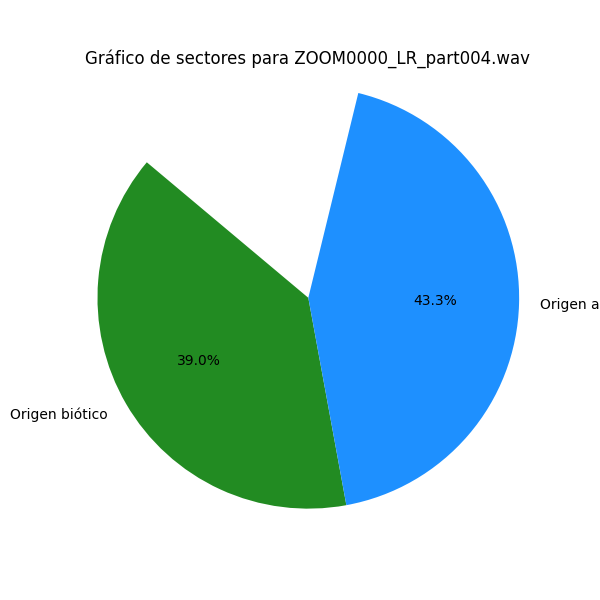 Gráfico de sectores para ZOOM0000_LR_part004.wav
43.3%
Origen a
39.0%
Origen biótico